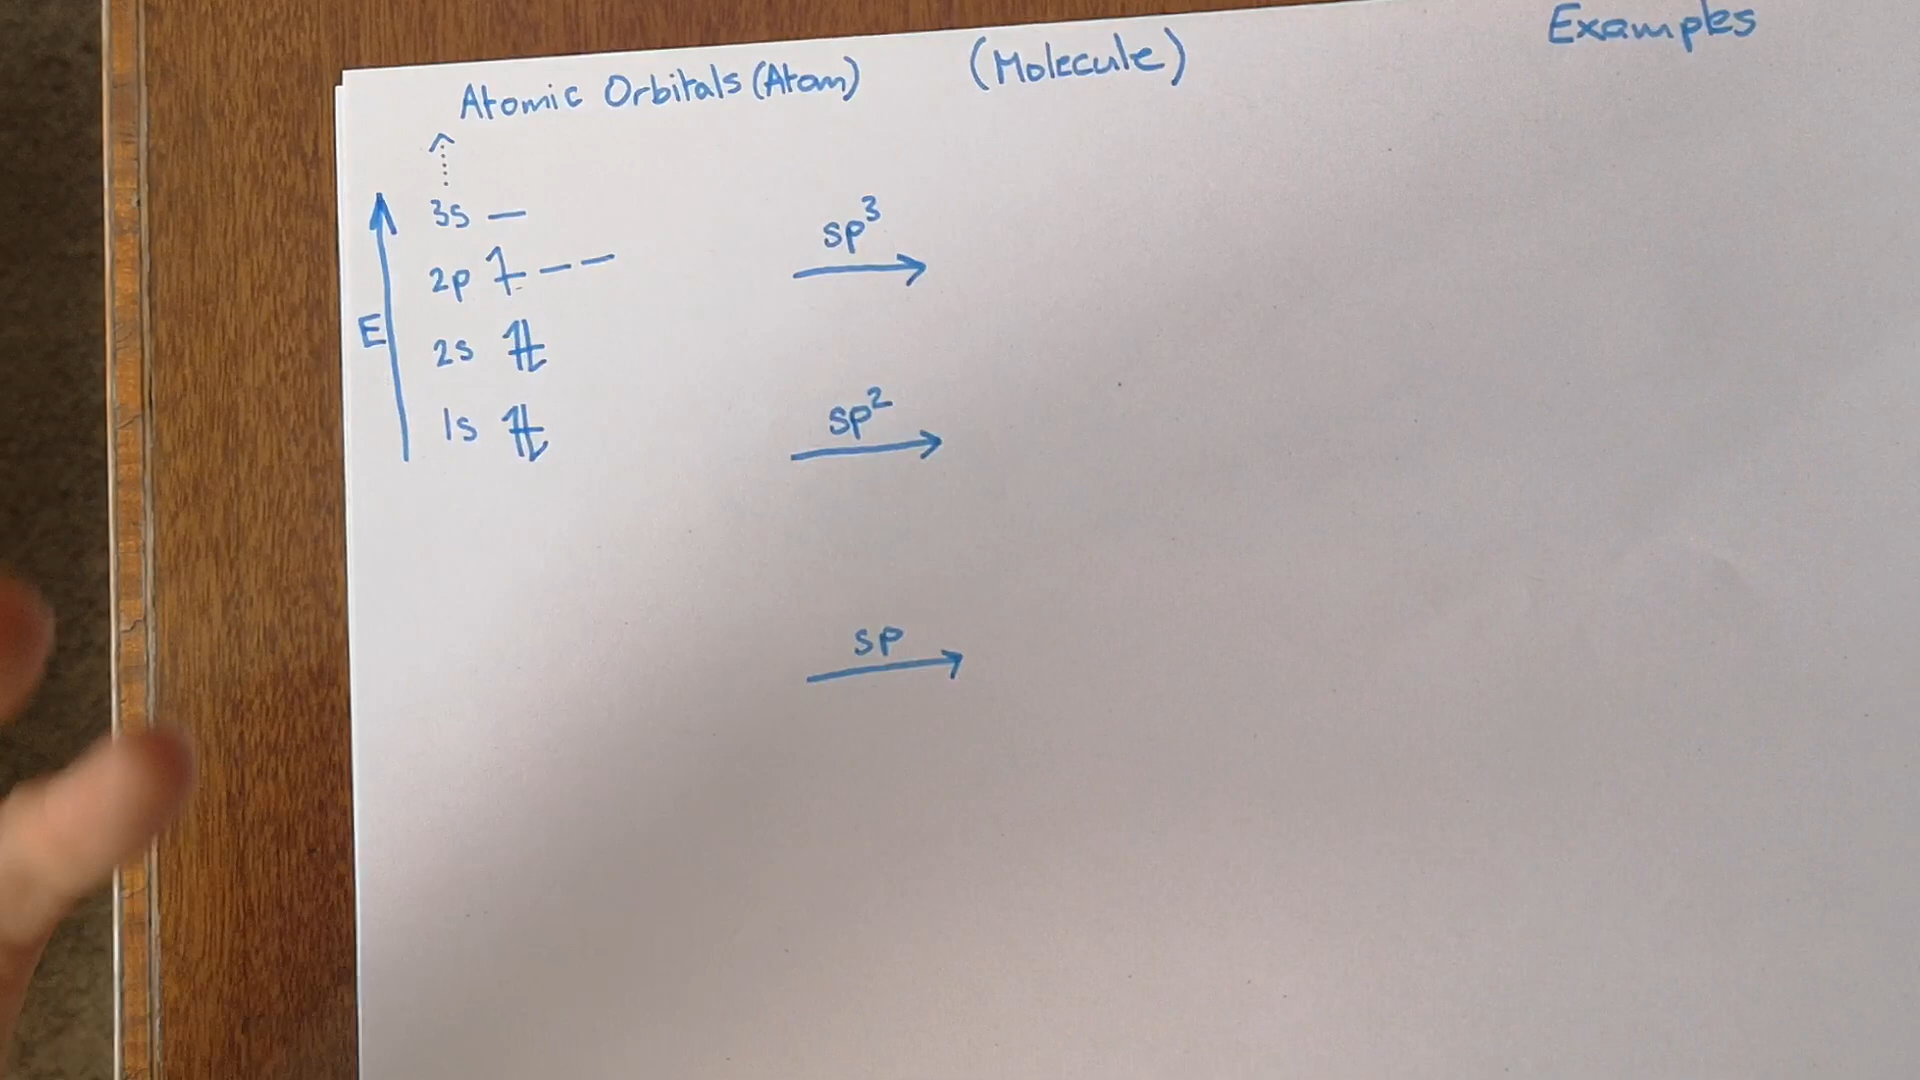 Atomic Orbitals (Atom)
(Molecule)
Examples
3s
2p
2s
1s
E
sp³
sp²
sp